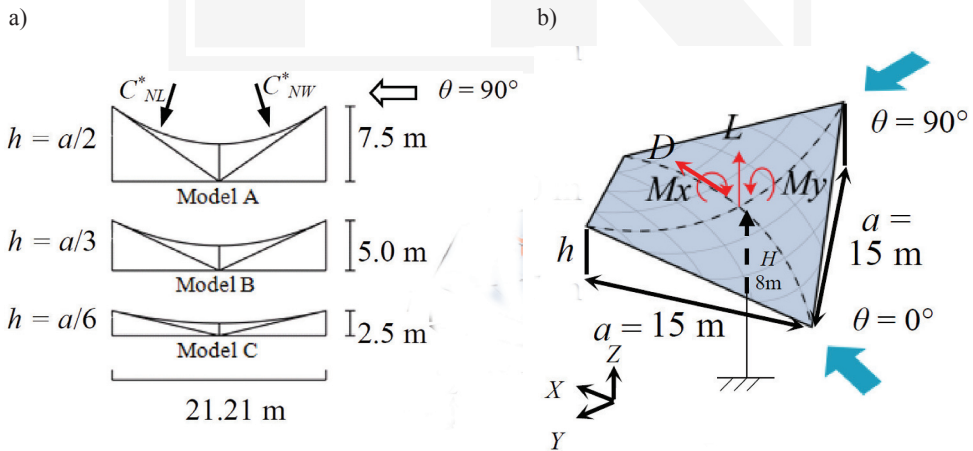 a)
C*NL
C*NW
θ = 90°
h = a/2
7.5 m
Model A
h = a/3
5.0 m
Model B
h = a/6
2.5 m
Model C
21.21 m
b)
θ = 90°
L
D
Mx
My
h
H
8m
a =
15 m
a = 15 m
θ = 0°
Z
X
Y